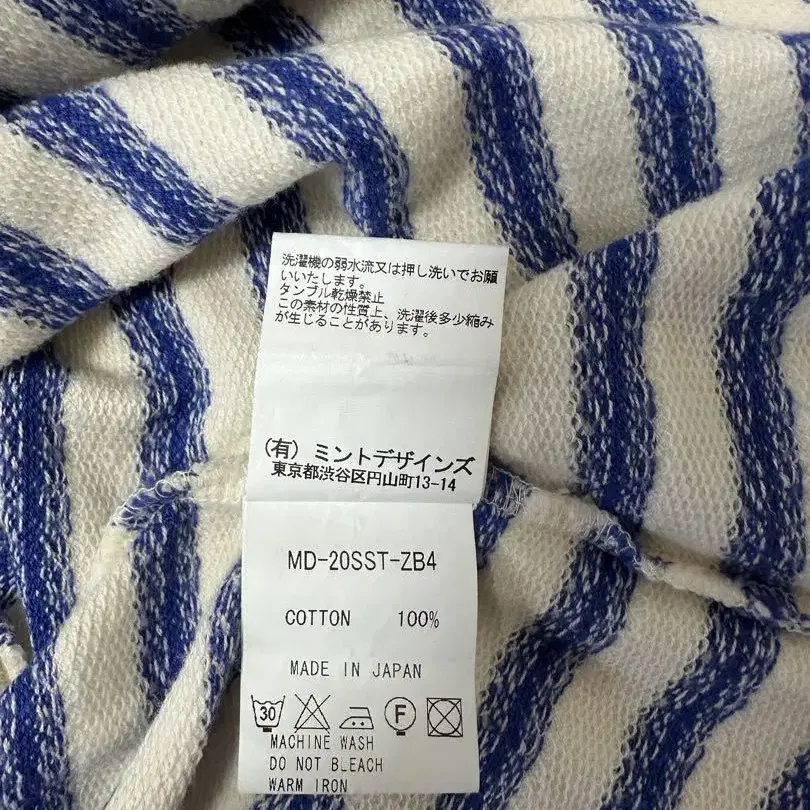 洗濯機の弱水流又は押し洗いでお願
いいたします。
タンブル乾燥禁止
この素材の性質上、洗濯後多少縮み
が生じることがあります。
(有) ミントデザインズ
東京都渋谷区円山町13-14
MD-20SST-ZB4
COTTON 100%
MADE IN JAPAN
30 F
MACHINE WASH
DO NOT BLEACH
WARM IRON